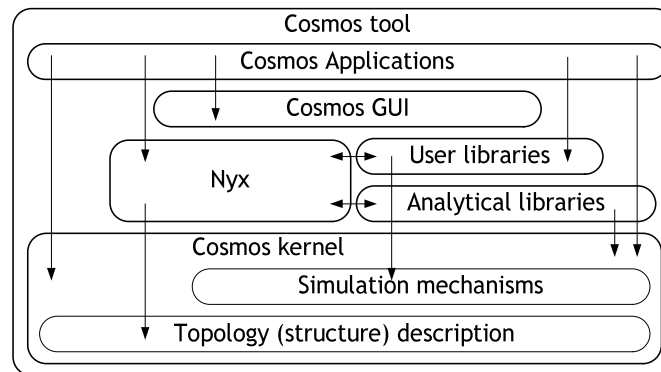 Cosmos tool
Cosmos Applications
Cosmos GUI
User libraries
Nyx
Analytical libraries
Cosmos kernel
Simulation mechanisms
Topology (structure) description